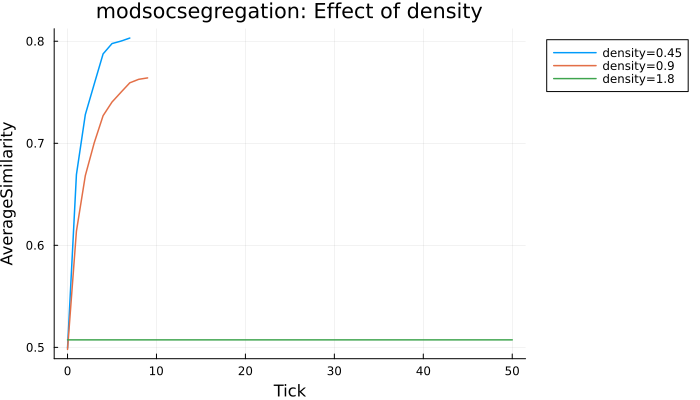 modsocsegregation: Effect of density
density=0.45
density=0.9
density=1.8
AverageSimilarity
0.8
0.7
0.6
0.5
0
10
20
30
40
50
Tick